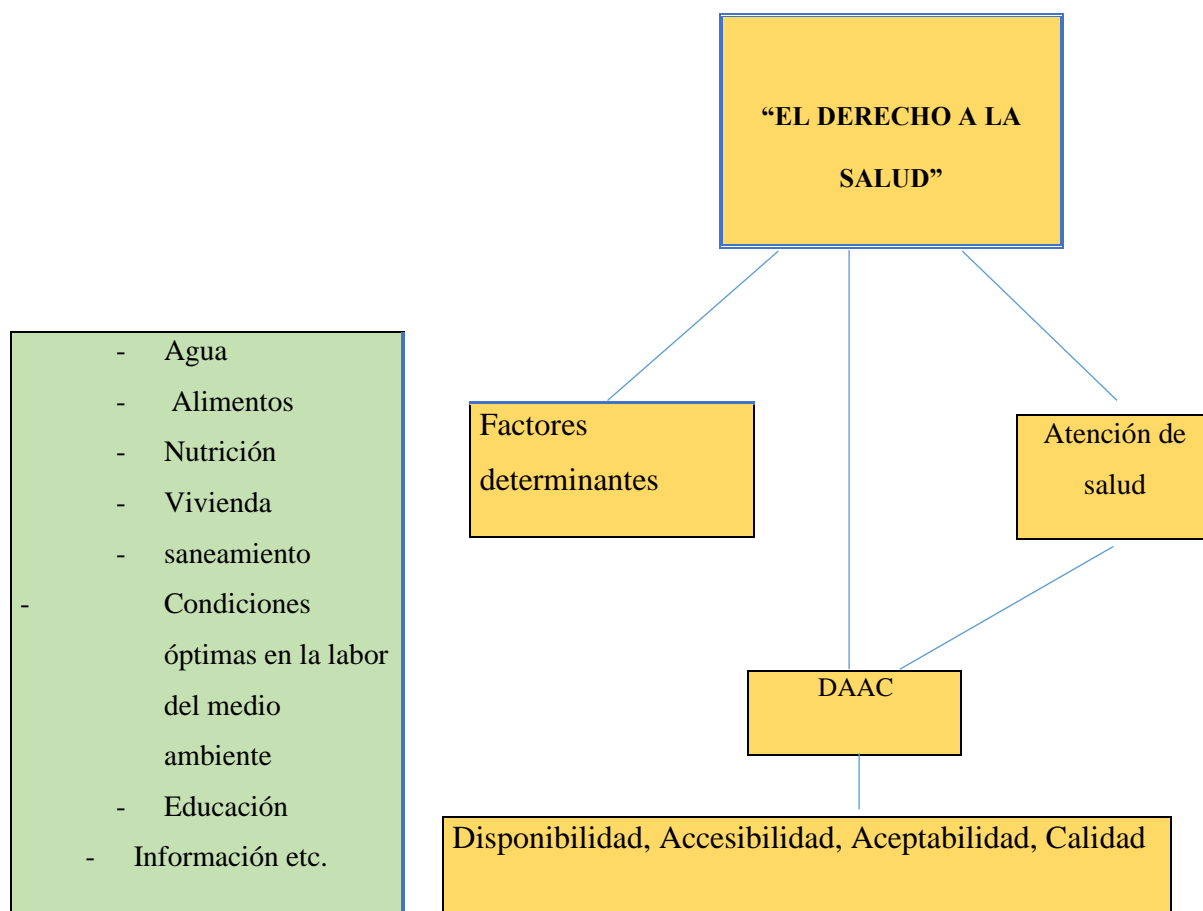 “EL DERECHO A LA
SALUD”
- Agua
- Alimentos
- Nutrición
- Vivienda
- saneamiento
- Condiciones
óptimas en la labor
del medio
ambiente
- Educación
- Información etc.
Factores
determinantes
Atención de
salud
DAAC
Disponibilidad, Accesibilidad, Aceptabilidad, Calidad